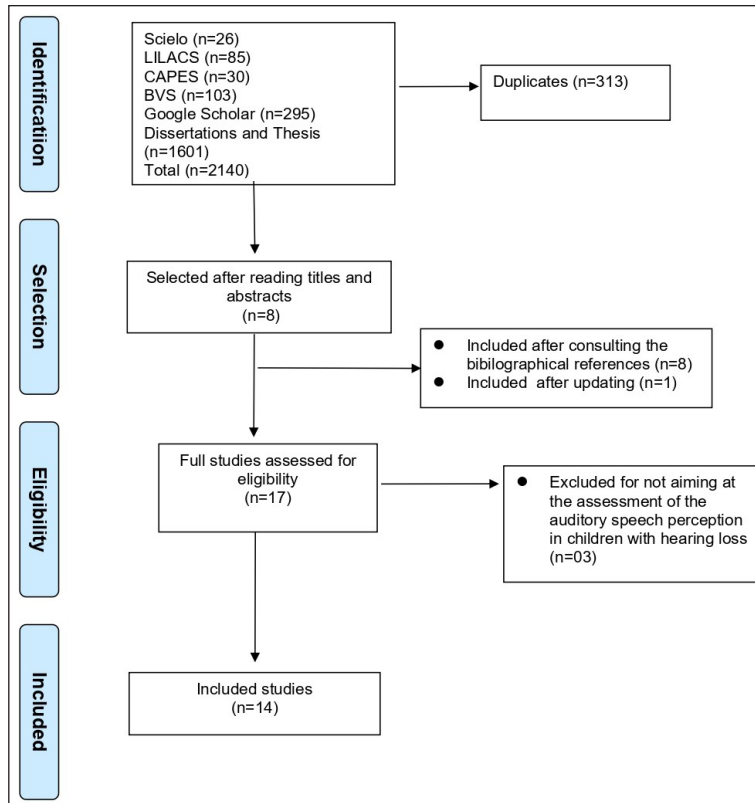 Identificatiion
Scielo (n=26)
LILACS (n=85)
CAPES (n=30)
BVS (n=103)
Google Scholar (n=295)
Dissertations and Thesis
(n=1601)
Total (n=2140)
Duplicates (n=313)
Selection
Selected after reading titles and
abstracts
(n=8)
● Included after consulting the
bibilographical references (n=8)
● Included after updating (n=1)
Eligibility
Full studies assessed for
eligibility
(n=17)
● Excluded for not aiming at
the assessment of the
auditory speech perception
in children with hearing loss
(n=03)
Included
Included studies
(n=14)